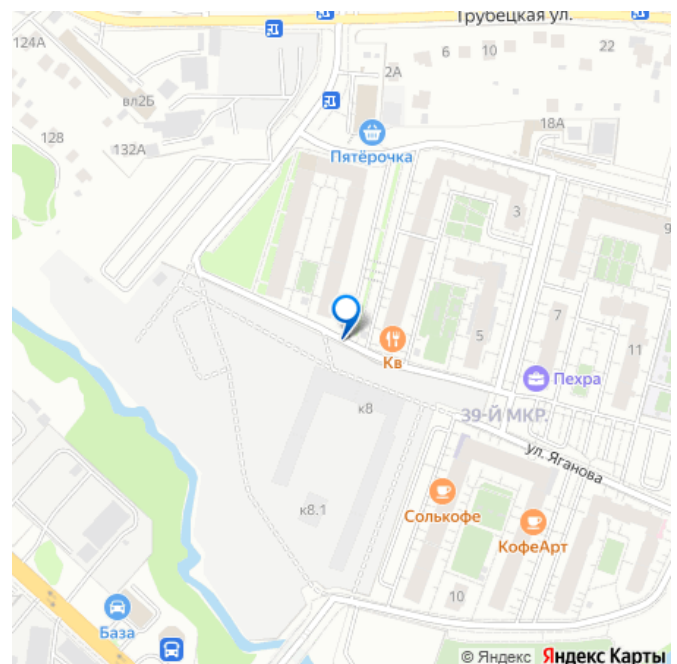 Трубецкая ул.
124А
6
10
22
2А
вл2Б
128
132А
18А
Пятёрочка
3
9
7
5
11
Кв
Пехра
39-Й МКР.
к8
ул. Яганова
к8.1
Солькофе
КофеАрт
10
База
© Яндекс Яндекс Карты